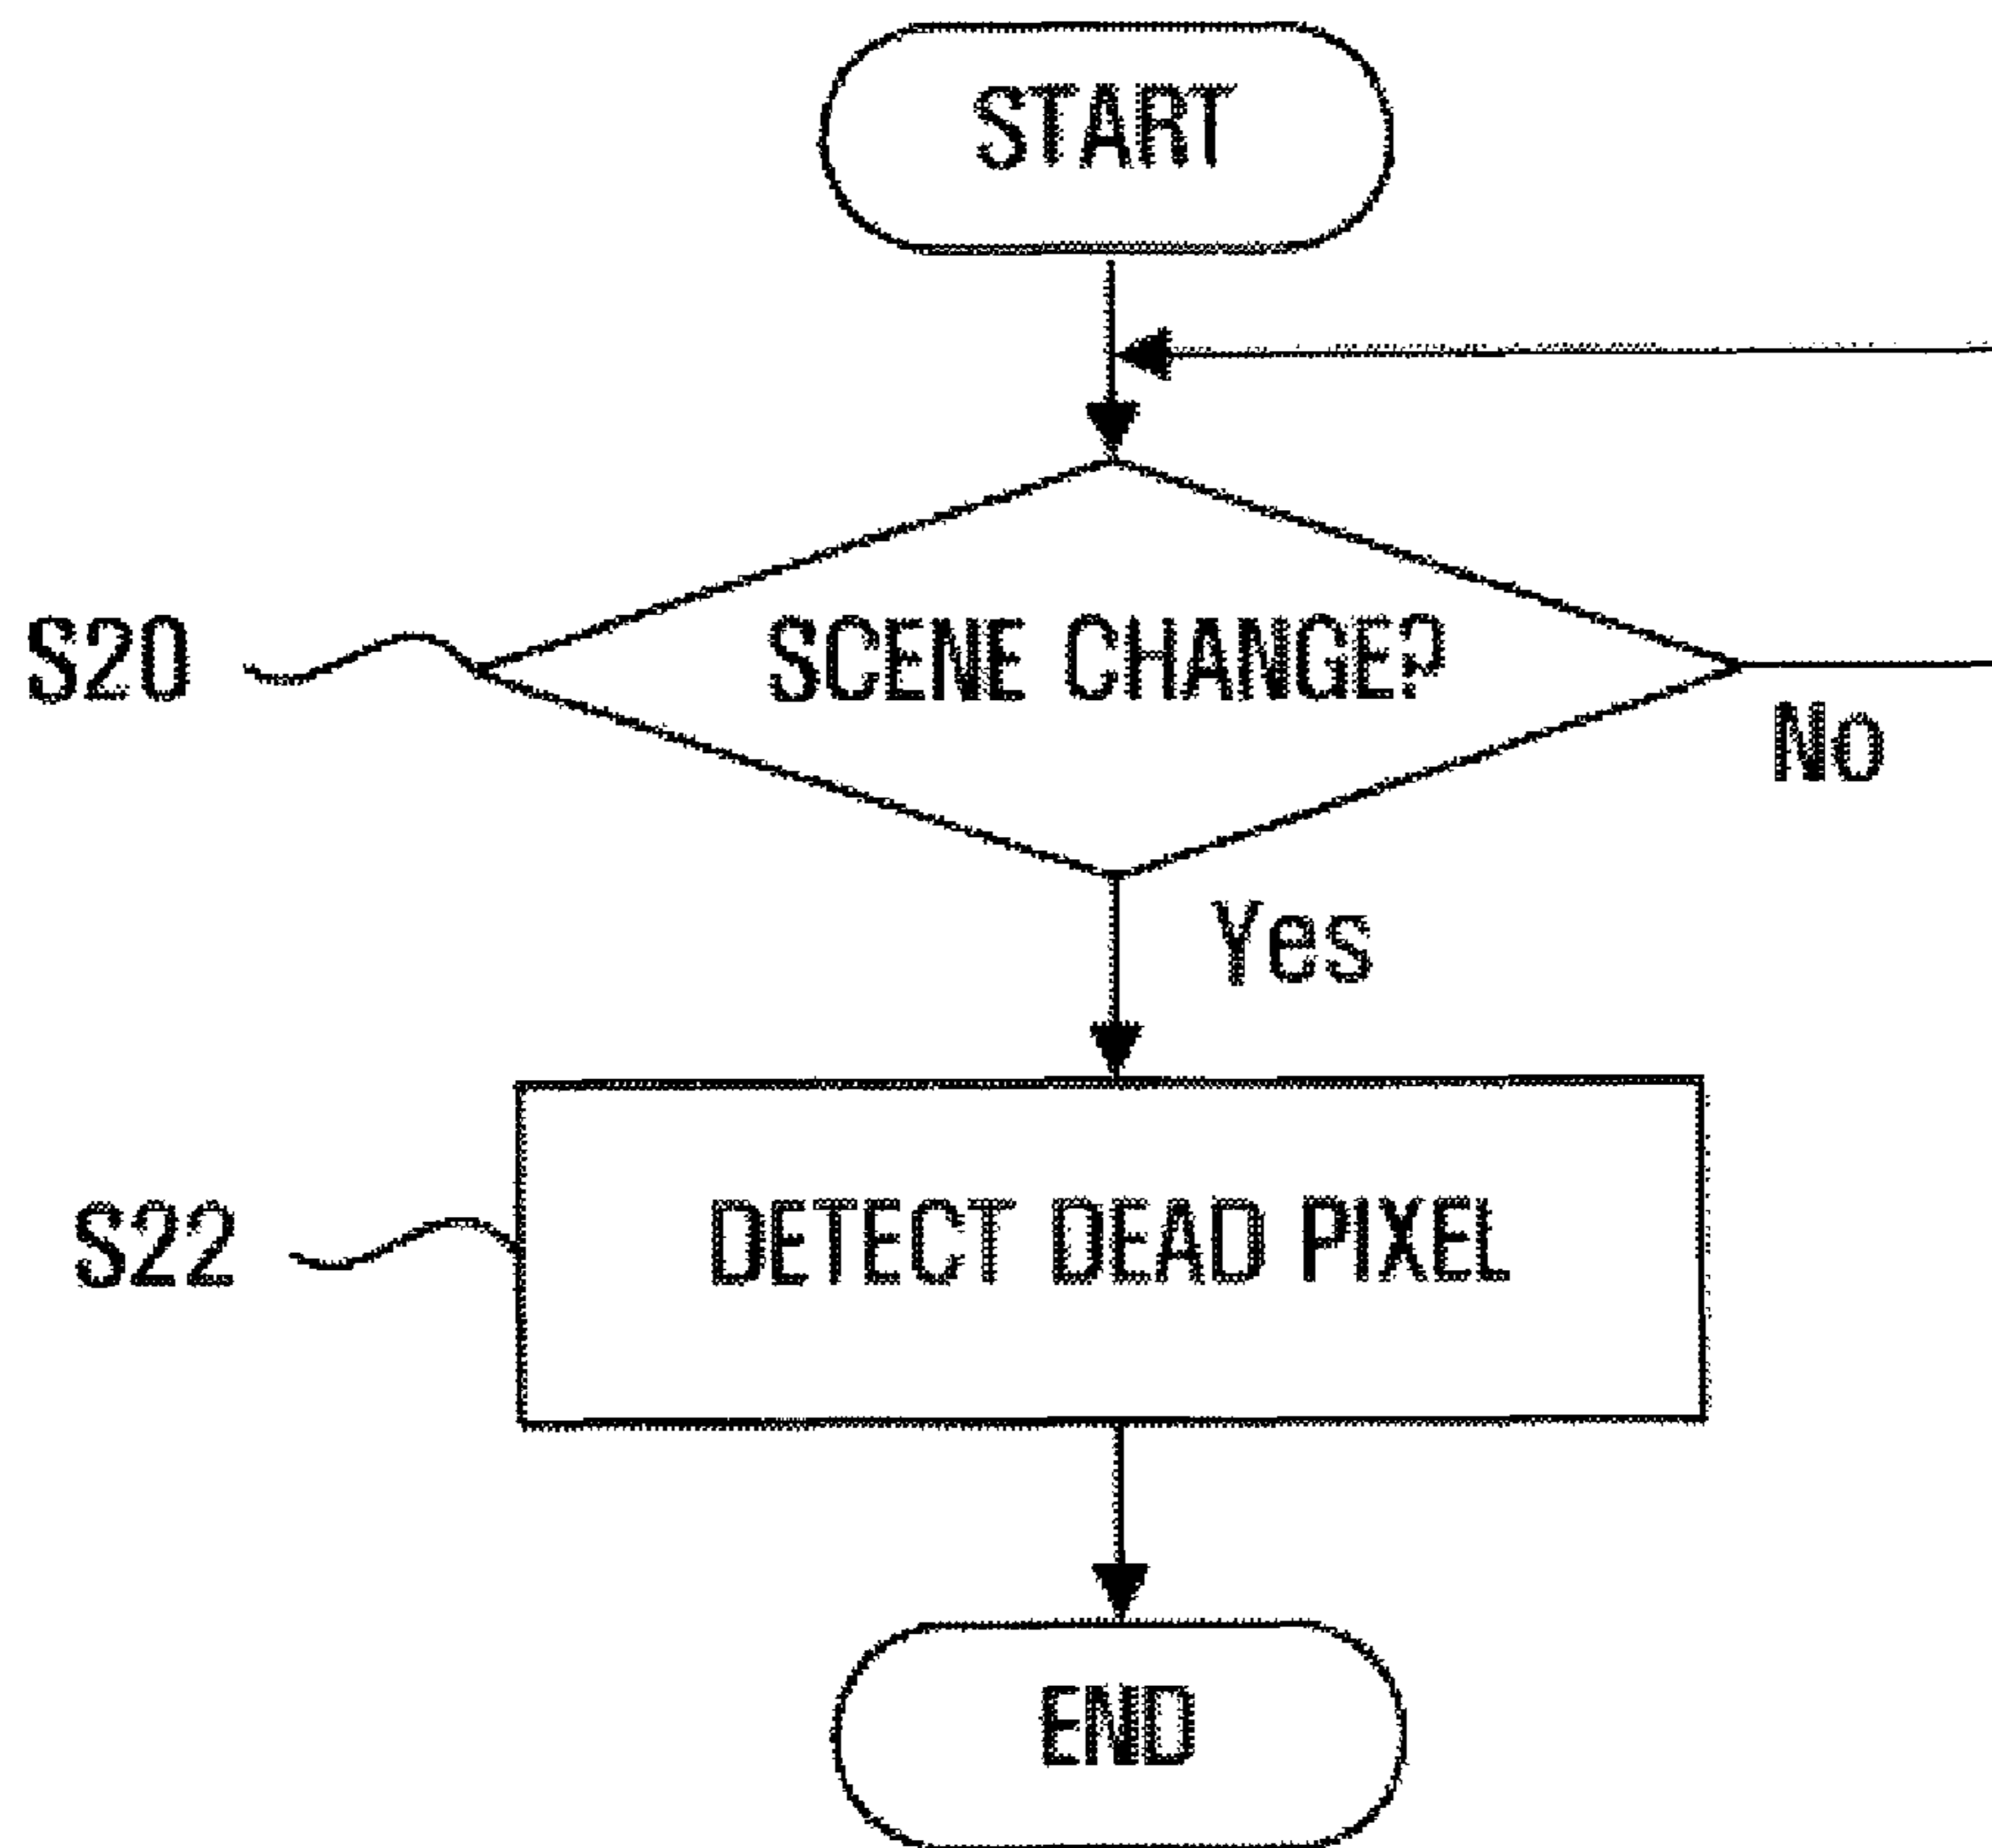 START
S20
SCENE CHANGE?
No
Yes
S22
DETECT DEAD PIXEL
END